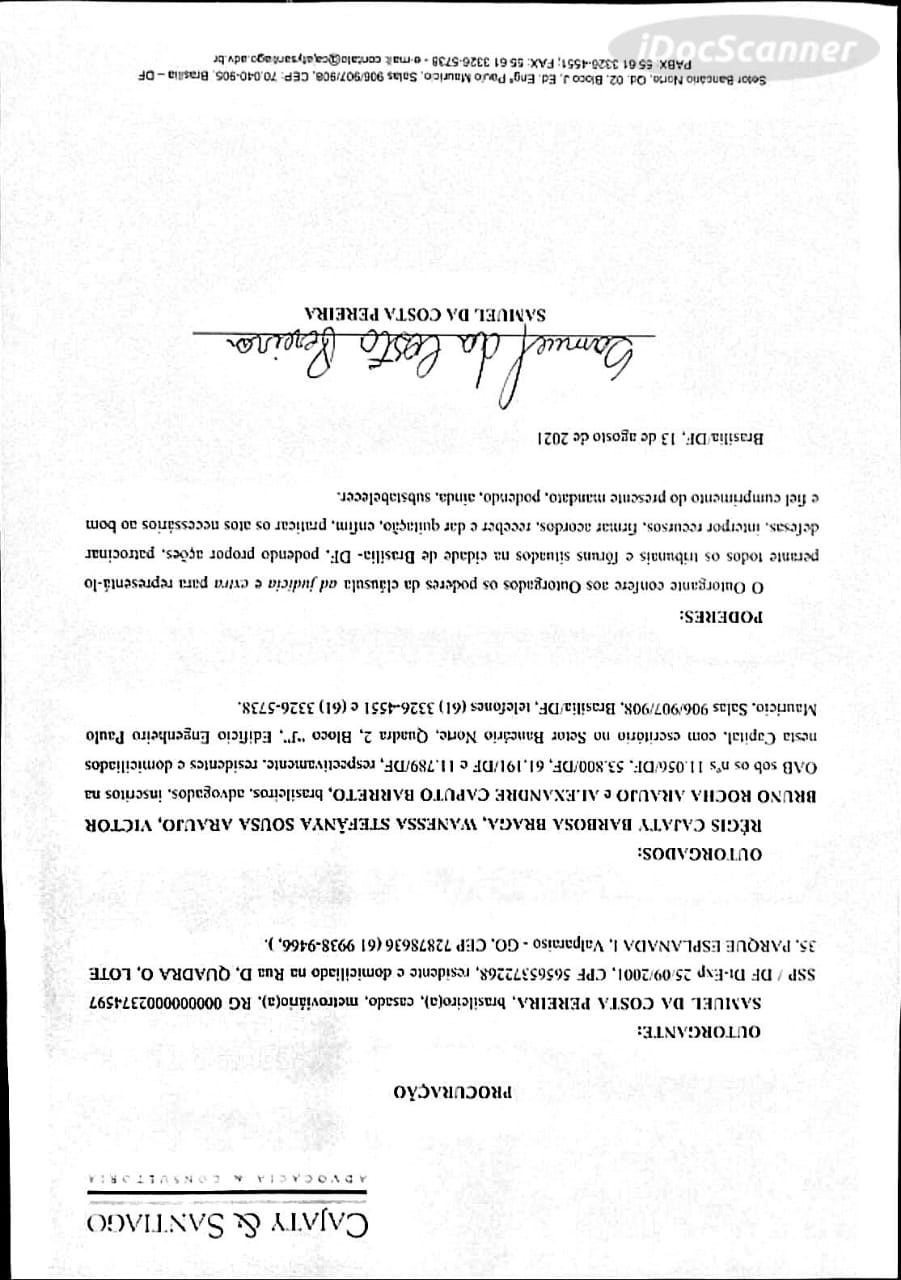 CAJATY & SANTIAGO
ADVOCACIA & CONSULTORIA
PROCURAÇÃO
OUTORGANTE:
SAMUEL DA COSTA PEREIRA, brasileiro(a), casado, metroviário(a), RG 0000000002374597
SSP / DF Dt-Exp 25/09/2001, CPF 56565372268, residente e domiciliado na Rua D, QUADRA O, LOTE
35, PARQUE ESPLANADA I, Valparaiso - GO, CEP 72878636 (61 9938-9466, ).
OUTORGADOS:
RÉGIS CAJATY BARBOSA BRAGA, WANESSA STEFÂNYA SOUSA ARAUJO, VICTOR
BRUNO ROCHA ARAUJO e ALEXANDRE CAPUTO BARRETO, brasileiros, advogados, inscritos na
OAB sob os nºs 11.056/DF, 53.800/DF, 61.191/DF e 11.789/DF, respectivamente, residentes e domiciliados
nesta Capital, com escritório no Setor Bancário Norte, Quadra 2, Bloco "J", Edifício Engenheiro Paulo
Maurício, Salas 906/907/908, Brasília/DF, telefones (61) 3326-4551 e (61) 3326-5738.
PODERES:
O Outorgante confere aos Outorgados os poderes da cláusula ad judicia e extra para representá-lo
perante todos os tribunais e fóruns situados na cidade de Brasília- DF, podendo propor ações, patrocinar
defesas, interpor recursos, firmar acordos, receber e dar quitação, enfim, praticar os atos necessários ao bom
e fiel cumprimento do presente mandato, podendo, ainda, substabelecer.
Brasília/DF, 13 de agosto de 2021
Samuel da Costa Pereira
SAMUEL DA COSTA PEREIRA
Setor Bancário Norte, Qd. 02, Bloco J, Ed. Engº Paulo Maurício, Salas 906/907/908, CEP: 70.040-905, Brasília – DF
PABX: 55 61 3326-4551; FAX: 55 61 3326-5738 - e-mail: contato@cajatysantiago.adv.br
iDocScanner